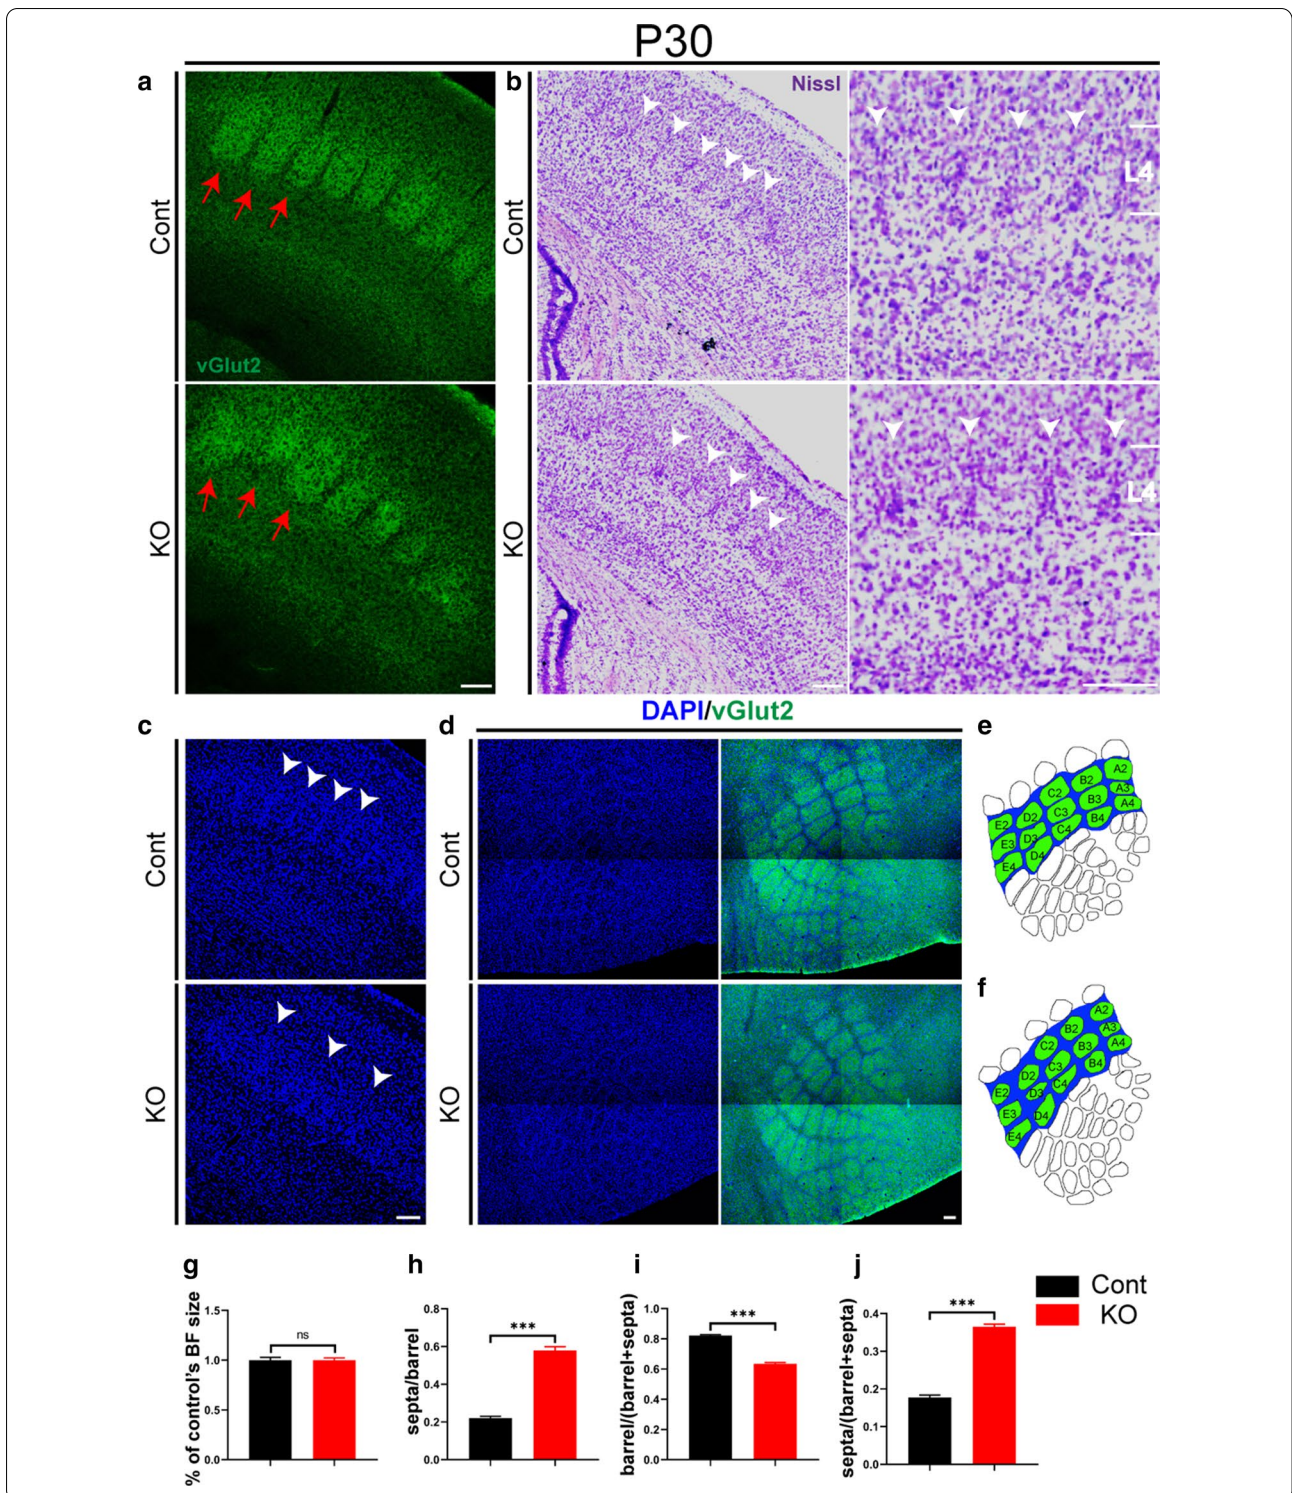 P30
a
b
Cont
vGlut2
Cont
Nissl
L4
KO
KO
L4
DAPI/vGlut2
c
d
e
Cont
Cont
A2
B2
A3
C2
B3
A4
E2
D2
C3
B4
E3
D3
C4
E4
D4
f
KO
KO
A2
B2
A3
C2
B3
A4
D2
C3
B4
E2
D3
C4
E3
D4
E4
g
h
i
j
Cont
KO
% of control's BF size
1.5
1.0
0.5
0.0
ns
septa/barrel
0.8
0.6
0.4
0.2
0.0
***
barrel/(barrel+septa)
1.0
0.8
0.6
0.4
0.2
0.0
***
septa/(barrel+septa)
0.4
0.3
0.2
0.1
0.0
***